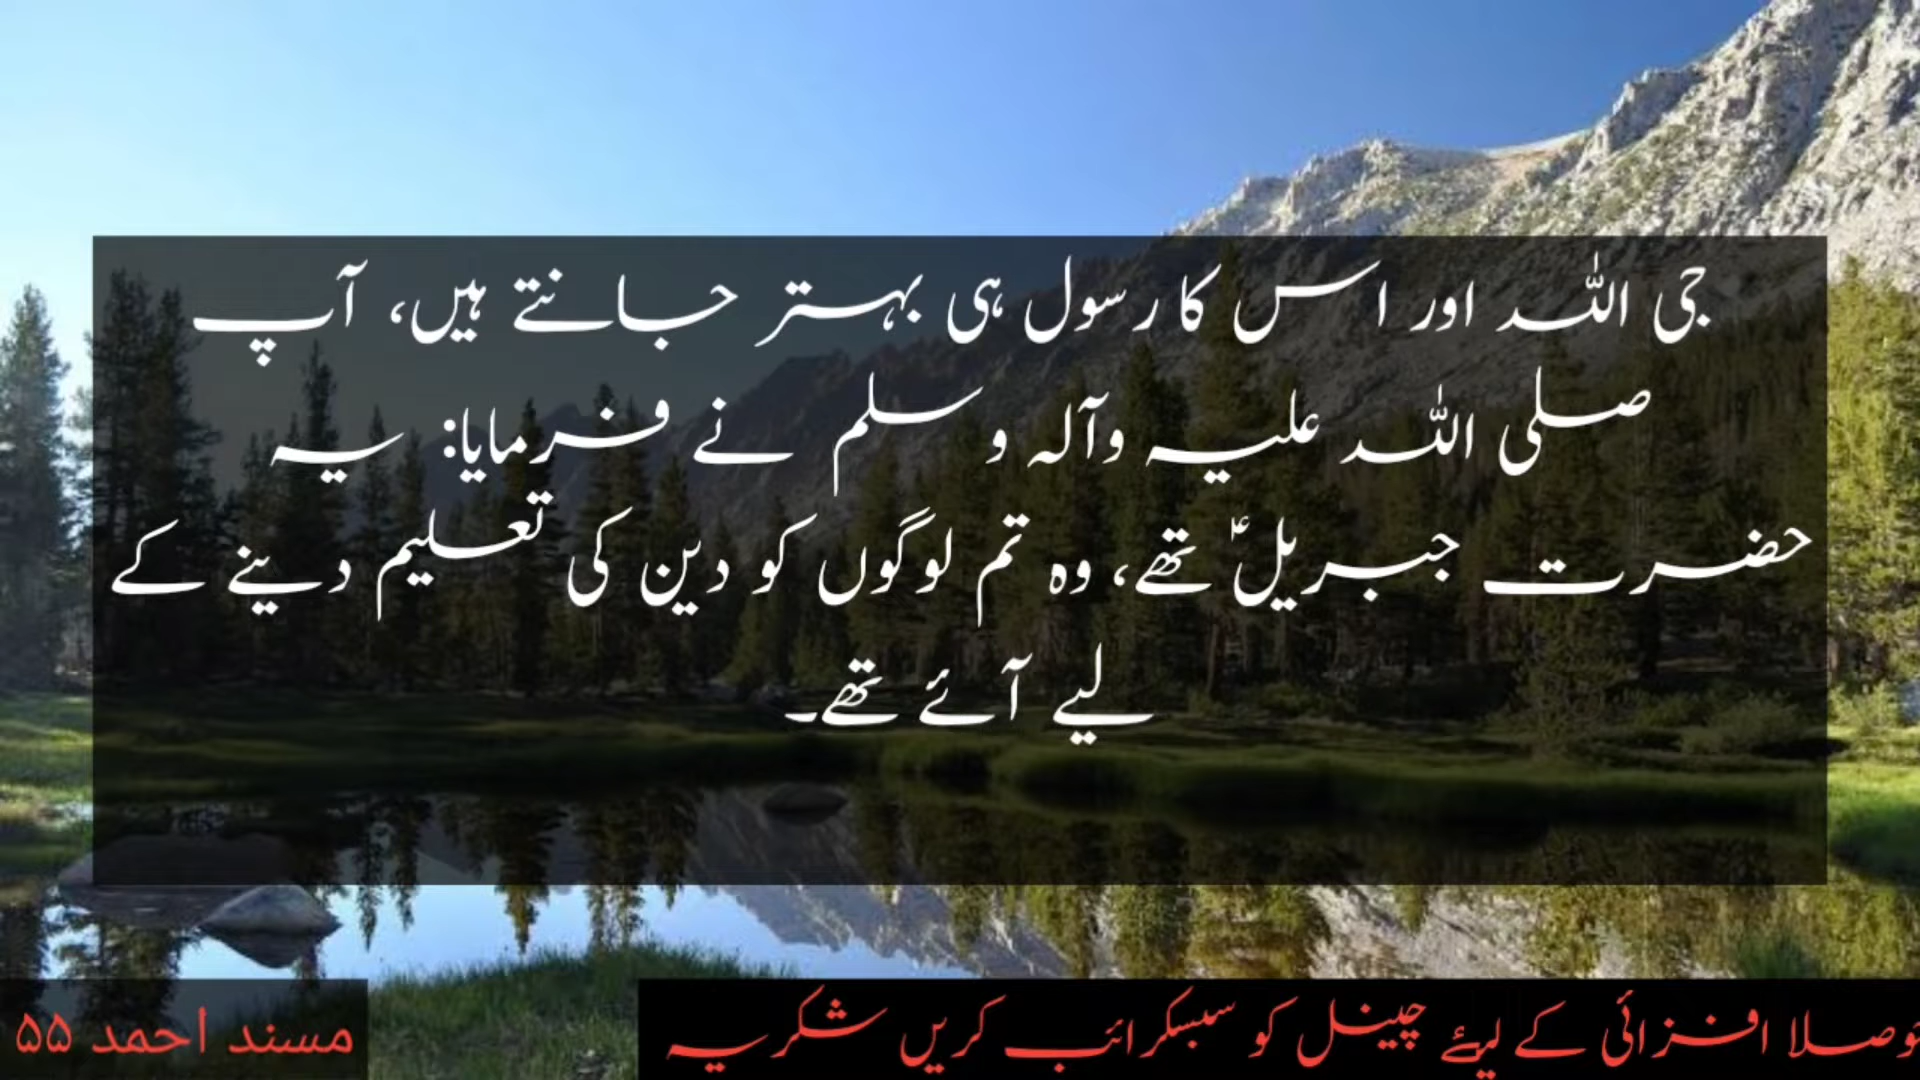 جی اللہ اور اس کا رسول ہی بہتر جانتے ہیں، آپ
صلی اللہ علیہ وآلہ وسلم نے فرمایا: یہ
حضرت جبریلؑ تھے، وہ تم لوگوں کو دین کی تعلیم دینے کے
لیے آئے تھے۔
مسند احمد ۵۵
وصلا افزائی کے لیئے چینل کو سبسکرائب کریں شکریہ